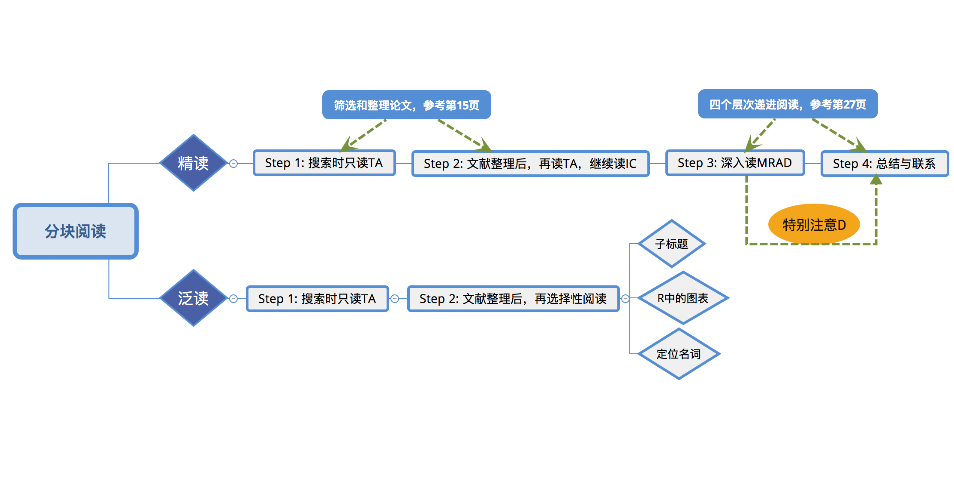 筛选和整理论文，参考第15页
四个层次递进阅读，参考第27页
精读
Step 1: 搜索时只读TA
Step 2: 文献整理后，再读TA，继续读IC
Step 3: 深入读MRAD
Step 4: 总结与联系
特别注意D
分块阅读
泛读
Step 1: 搜索时只读TA
Step 2: 文献整理后，再选择性阅读
子标题
R中的图表
定位名词